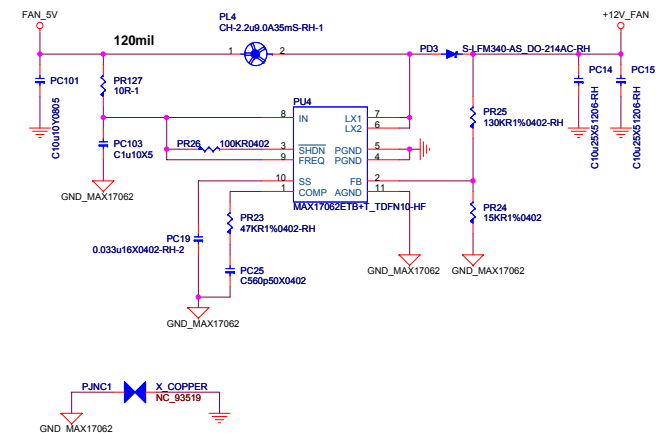 FAN_5V
PL4
CH-2.2u9.0A35mS-RH-1
+12V_FAN
120mil
1
2
PD3
S-LFM340-AS_DO-214AC-RH
PC101
C10u10Y0805
PR127
10R-1
PC14
C10u25X51206-RH
PC15
C10u25X51206-RH
PU4
PR25
130KR1%0402-RH
8
IN
LX1
7
LX2
6
PC103
C1u10X5
PR26
100KR0402
3
SHDN
PGND
5
9
FREQ
PGND
4
10
SS
FB
2
1
COMP
AGND
11
MAX17062ETB+T_TDFN10-HF
GND_MAX17062
PR23
47KR1%0402-RH
PR24
15KR1%0402
PC19
0.033u16X0402-RH-2
PC25
C560p50X0402
GND_MAX17062
GND_MAX17062
GND_MAX17062
PJNC1
X_COPPER
NC_93519
GND_MAX17062